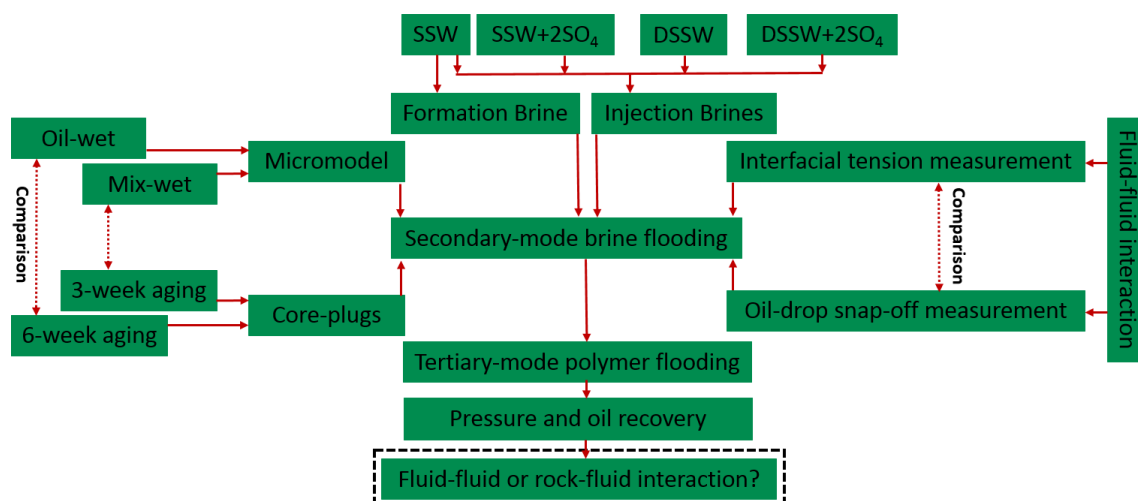 SSW
SSW+2SO₄
DSSW
DSSW+2SO₄
Formation Brine
Injection Brines
Oil-wet
Mix-wet
Micromodel
Interfacial tension measurement
Fluid-fluid interaction
Comparison
Comparison
Secondary-mode brine flooding
3-week aging
6-week aging
Core-plugs
Oil-drop snap-off measurement
Tertiary-mode polymer flooding
Pressure and oil recovery
Fluid-fluid or rock-fluid interaction?